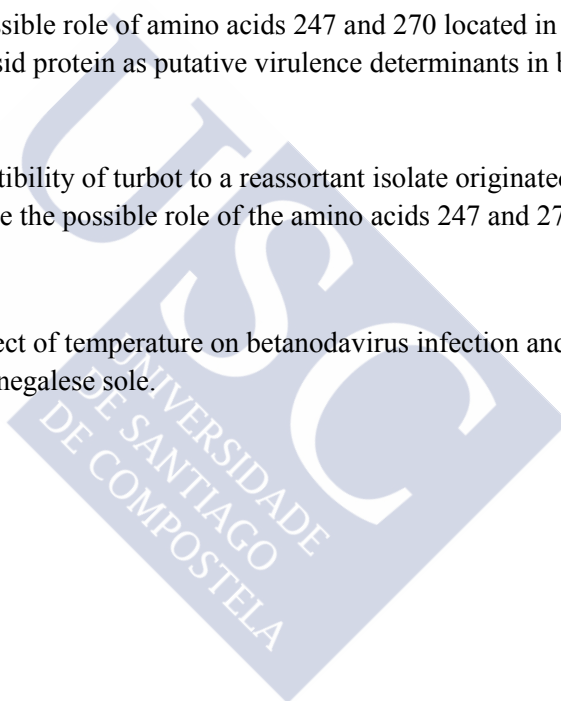 ssible role of amino acids 247 and 270 located in
sid protein as putative virulence determinants in b
tibility of turbot to a reassortant isolate originated
e the possible role of the amino acids 247 and 27
ect of temperature on betanodavirus infection and
negalese sole.
USC
UNIVERSIDADE
DE SANTIAGO
DE COMPOSTELA